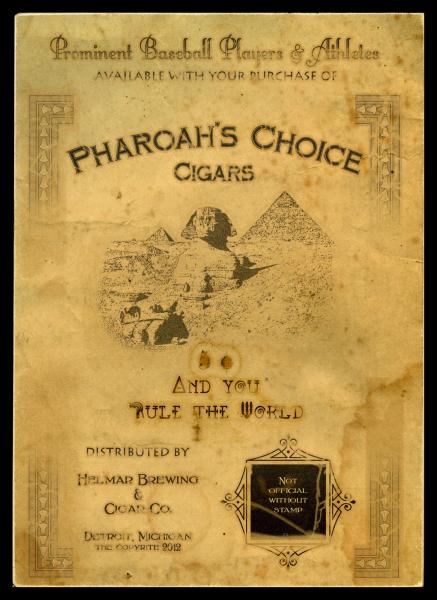 Prominent Baseball Players & Athletes
AVAILABLE WITH YOUR PURCHASE OF
PHAROAH'S CHOICE
CIGARS
AND YOU
RULE THE WORLD
DISTRIBUTED BY
HELMAR BREWING
&
CIGAR CO.
DETROIT, MICHIGAN
THE COPYRITE 2012
NOT
OFFICIAL
WITHOUT
STAMP